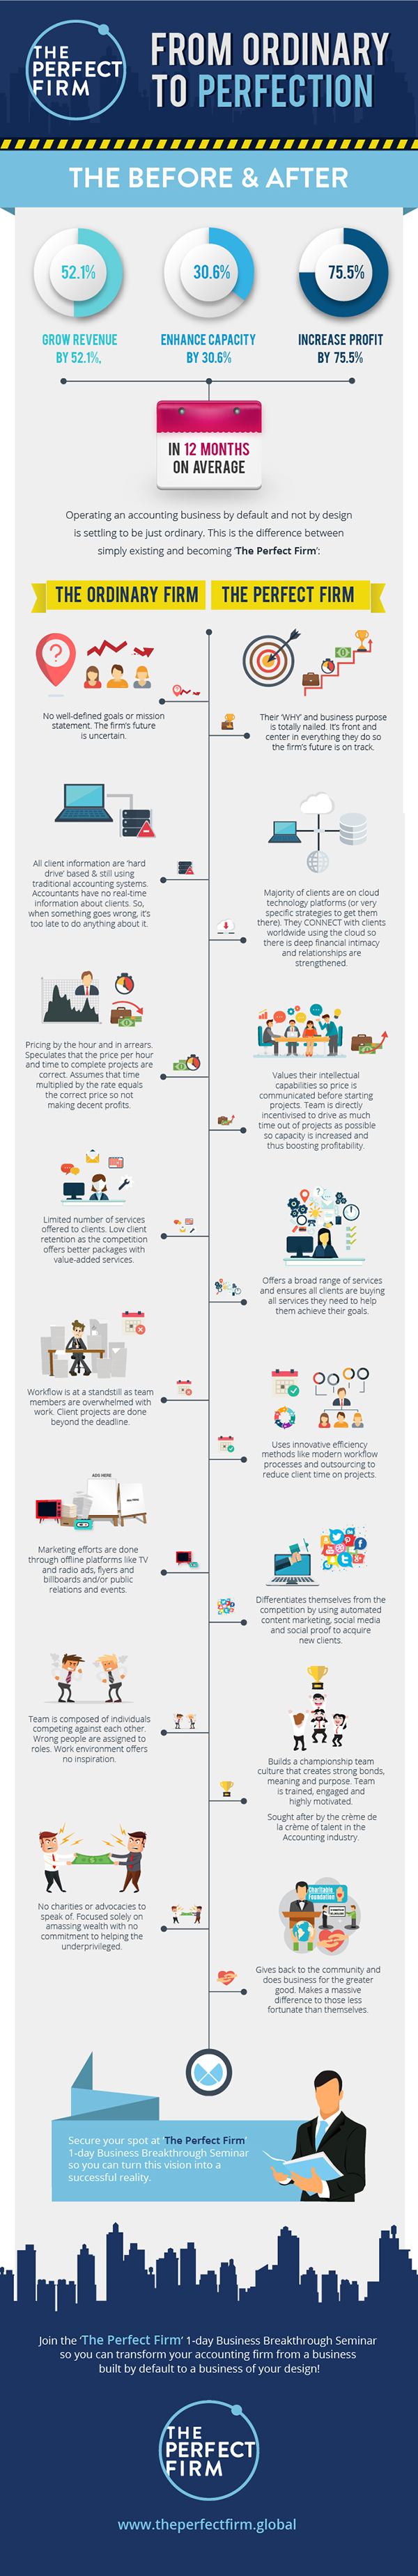 THE
PERFECT
FIRM
FROM ORDINARY
TO PERFECTION
THE BEFORE & AFTER
52.1%
30.6%
75.5%
GROW REVENUE
BY 52.1%,
ENHANCE CAPACITY
BY 30.6%
INCREASE PROFIT
BY 75.5%
IN 12 MONTHS
ON AVERAGE
Operating an accounting business by default and not by design
is settling to be just ordinary. This is the difference between
simply existing and becoming 'The Perfect Firm':
THE ORDINARY FIRM
THE PERFECT FIRM
No well-defined goals or mission
statement. The firm's future
is uncertain.
Their 'WHY' and business purpose
is totally nailed. It's front and
center in everything they do so
the firm's future is on track.
All client information are 'hard
drive' based & still using
traditional accounting systems.
Accountants have no real-time
information about clients. So,
when something goes wrong, it's
too late to do anything about it.
Majority of clients are on cloud
technology platforms (or very
specific strategies to get them
there). They CONNECT with clients
worldwide using the cloud so
there is deep financial intimacy
and relationships are
strengthened.
Pricing by the hour and in arrears.
Speculates that the price per hour
and time to complete projects are
correct. Assumes that time
multiplied by the rate equals
the correct price so not
making decent profits.
Values their intellectual
capabilities so price is
communicated before starting
projects. Team is directly
incentivised to drive as much
time out of projects as possible
so capacity is increased and
thus boosting profitability.
Limited number of services
offered to clients. Low client
retention as the competition
offers better packages with
value-added services.
Offers a broad range of services
and ensures all clients are buying
all services they need to help
them achieve their goals.
Workflow is at a standstill as team
members are overwhelmed with
work. Client projects are done
beyond the deadline.
Uses innovative efficiency
methods like modern workflow
processes and outsourcing to
reduce client time on projects.
ADS HERE
Marketing efforts are done
through offline platforms like TV
and radio ads, flyers and
billboards and/or public
relations and events.
Differentiates themselves from the
competition by using automated
content marketing, social media
and social proof to acquire
new clients.
Team is composed of individuals
competing against each other.
Wrong people are assigned to
roles. Work environment offers
no inspiration.
Builds a championship team
culture that creates strong bonds,
meaning and purpose. Team
is trained, engaged and
highly motivated.
Sought after by the crème de
la crème of talent in the
Accounting industry.
No charities or advocacies to
speak of. Focused solely on
amassing wealth with no
commitment to helping the
underprivileged.
Charitable
Foundation
Gives back to the community and
does business for the greater
good. Makes a massive
difference to those less
fortunate than themselves.
Secure your spot at 'The Perfect Firm'
1-day Business Breakthrough Seminar
so you can turn this vision into a
successful reality.
Join the 'The Perfect Firm' 1-day Business Breakthrough Seminar
so you can transform your accounting firm from a business
built by default to a business of your design!
THE
PERFECT
FIRM
www.theperfectfirm.global